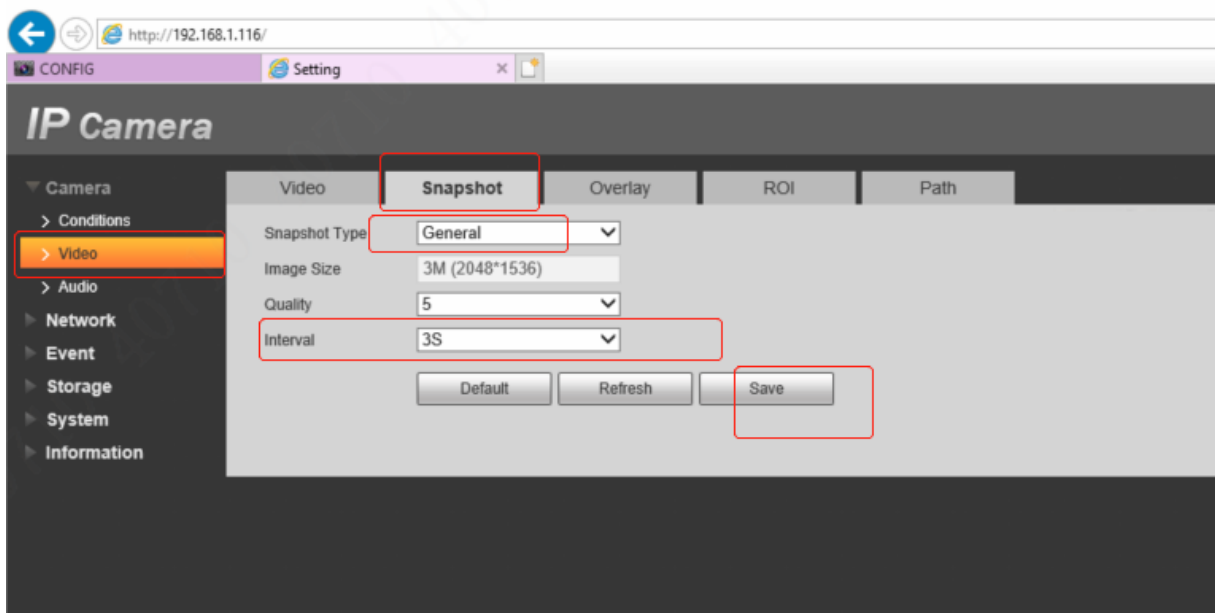 http://192.168.1.116/
CONFIG
Setting
IP Camera
Camera
Conditions
Video
Audio
Network
Event
Storage
System
Information
Video Snapshot Overlay ROI Path
Snapshot Type General
Image Size 3M (2048*1536)
Quality 5
Interval 3S
Default Refresh Save